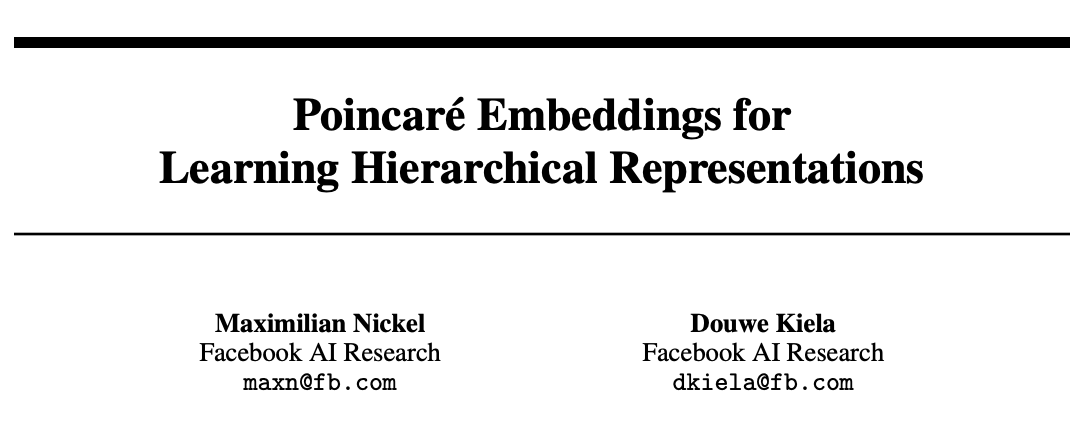 Poincaré Embeddings for
Learning Hierarchical Representations
Maximilian Nickel
Facebook AI Research
maxn@fb.com
Douwe Kiela
Facebook AI Research
dkiela@fb.com